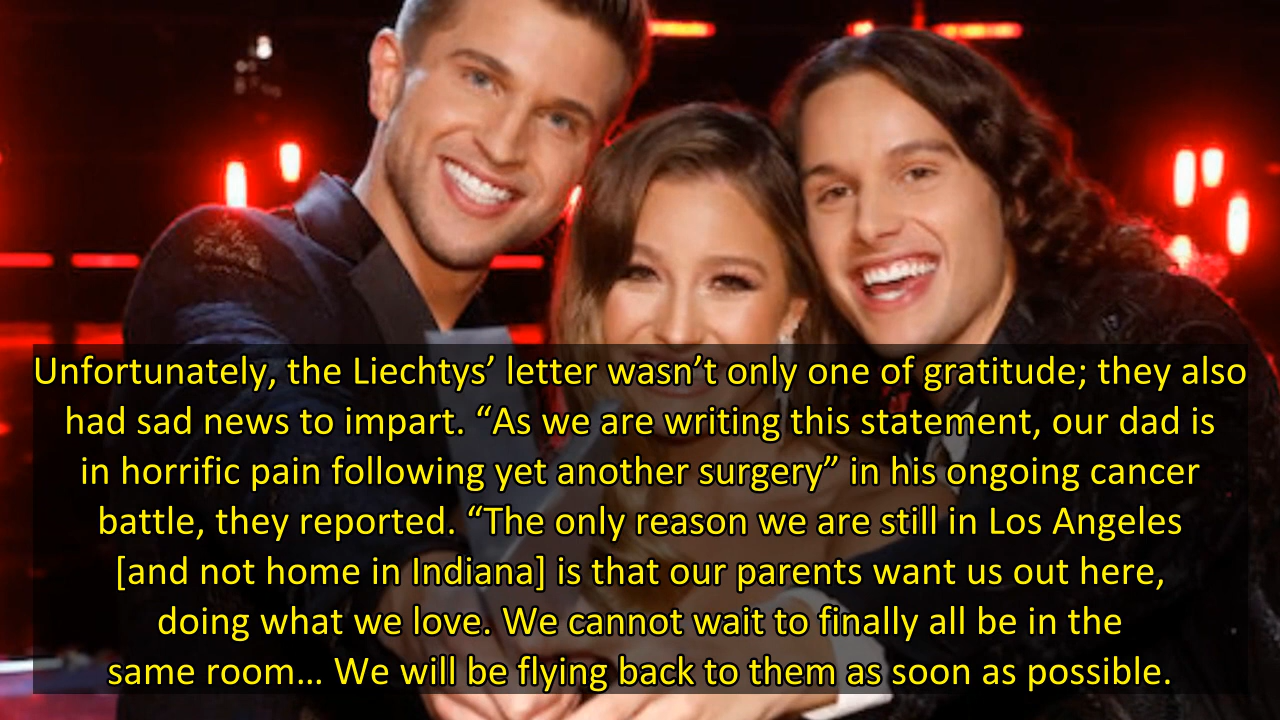 Unfortunately, the Liechtys’ letter wasn’t only one of gratitude; they also
had sad news to impart. “As we are writing this statement, our dad is
in horrific pain following yet another surgery” in his ongoing cancer
battle, they reported. “The only reason we are still in Los Angeles
[and not home in Indiana] is that our parents want us out here,
doing what we love. We cannot wait to finally all be in the
same room… We will be flying back to them as soon as possible.